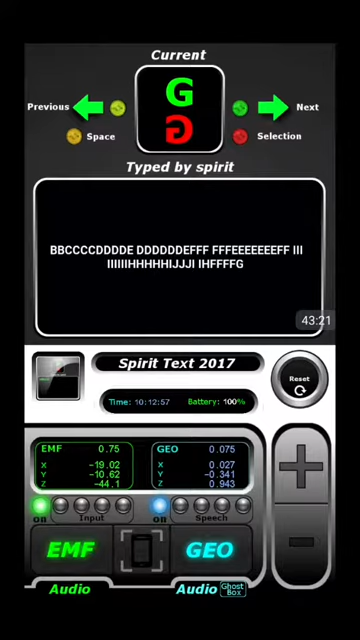 Current
G
G
Previous
Next
Space
Selection
Typed by spirit
BBCCCCDDDDE DDDDDDEFFF FFFEEEEEEEFF III
IIIIIIHHHHHIJJJI IHFFFFG
43:21
Spirit Text 2017
Reset
Time: 10:12:57 Battery: 100%
EMF 0.75
X -19.02
Y -10.62
Z -44.1
GEO 0.075
X 0.027
Y -0.341
Z 0.943
on Input
on Speech
EMF
GEO
Audio
Audio Ghost Box